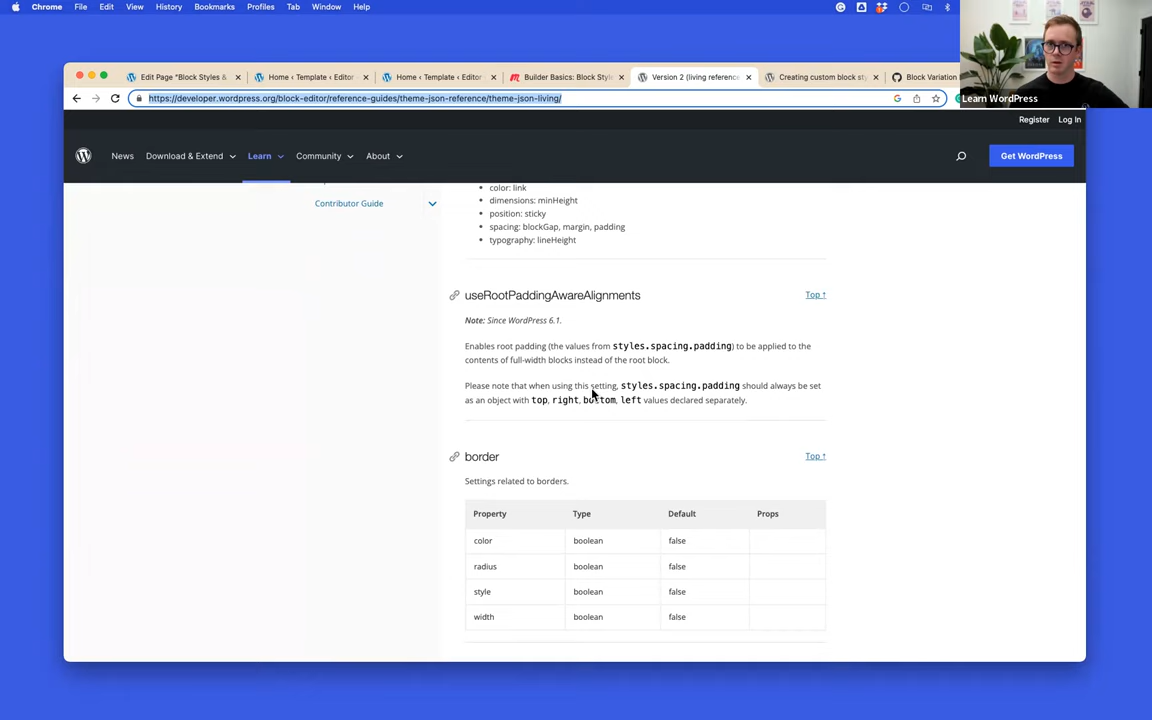 Chrome File Edit View History Bookmarks Profiles Tab Window Help
Edit Page "Block Styles &
Home ‹ Template ‹ Editor
Home ‹ Template ‹ Editor
Builder Basics: Block Style
Version 2 (living reference
Creating custom block sty
Block Variation
https://developer.wordpress.org/block-editor/reference-guides/theme-json-reference/theme-json-living/
Learn WordPress
Register Log In
News Download & Extend Learn Community About Get WordPress
Contributor Guide
color: link
dimensions: minHeight
position: sticky
spacing: blockGap, margin, padding
typography: lineHeight
useRootPaddingAwareAlignments Top ↑
Note: Since WordPress 6.1.
Enables root padding (the values from styles.spacing.padding) to be applied to the
contents of full-width blocks instead of the root block.
Please note that when using this setting, styles.spacing.padding should always be set
as an object with top, right, bottom, left values declared separately.
border Top ↑
Settings related to borders.
Property Type Default Props
color boolean false
radius boolean false
style boolean false
width boolean false